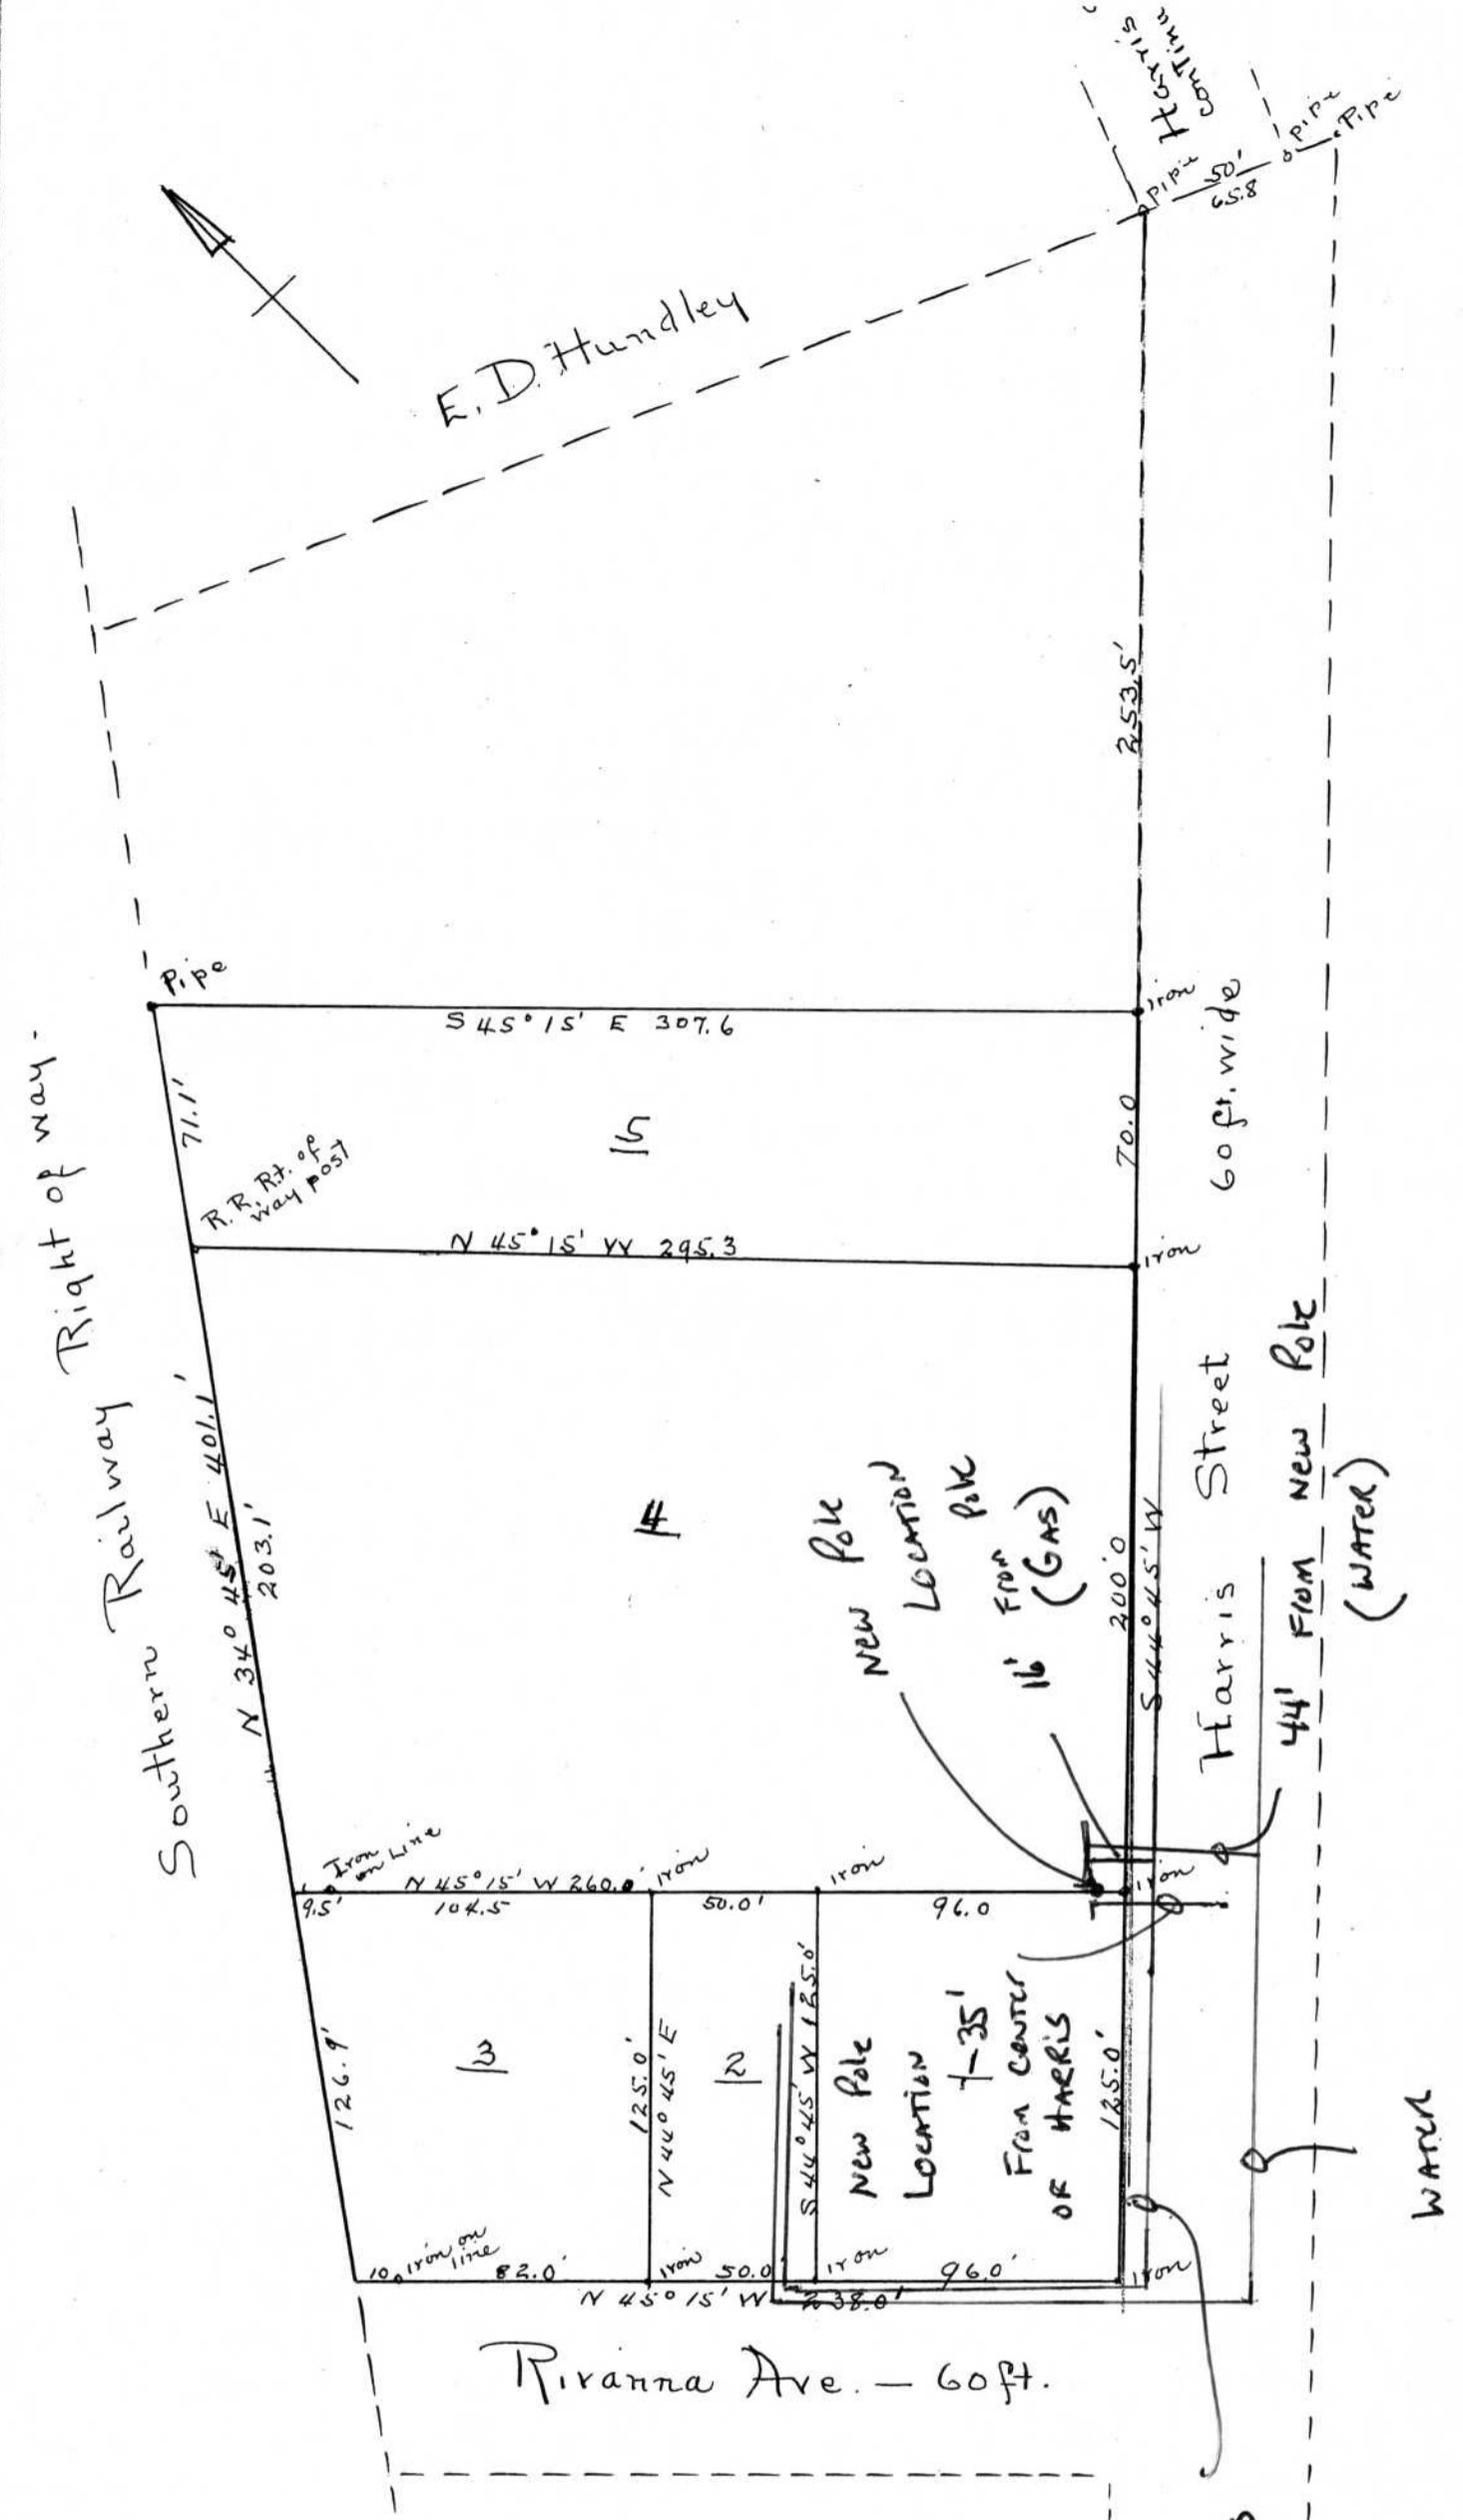 Harris
Pipe
50'
65.8
Pipe
Pipe
E. D. Hundley
253.5'
Pipe
iron
S 45° 15' E 307.6
60 ft. wide
71.1'
5
70.0
R. R. Rt. of
way post
N 45° 15' W 295.3
iron
Southern Railway Right of way -
N 34° 45' E 401.1'
203.1'
4
New Pole
LOCATION
16' From Pole
(GAS)
200.0
S 44° 45' W
Harris Street
44' From New Pole
(WATER)
Iron
on Line
N 45° 15' W 260.0'
iron
iron
iron
9.5'
104.5
50.0'
96.0
126.9'
3
125.0'
N 44° 45' E
2
S 44° 45' W 125.0'
New Pole
LOCATION
35'
From Center
OF HARRIS
125.0'
WATER
10.
iron on
line
82.0'
iron
50.0
iron
96.0'
iron
N 45° 15' W 238.0'
Rivanna Ave. — 60 ft.